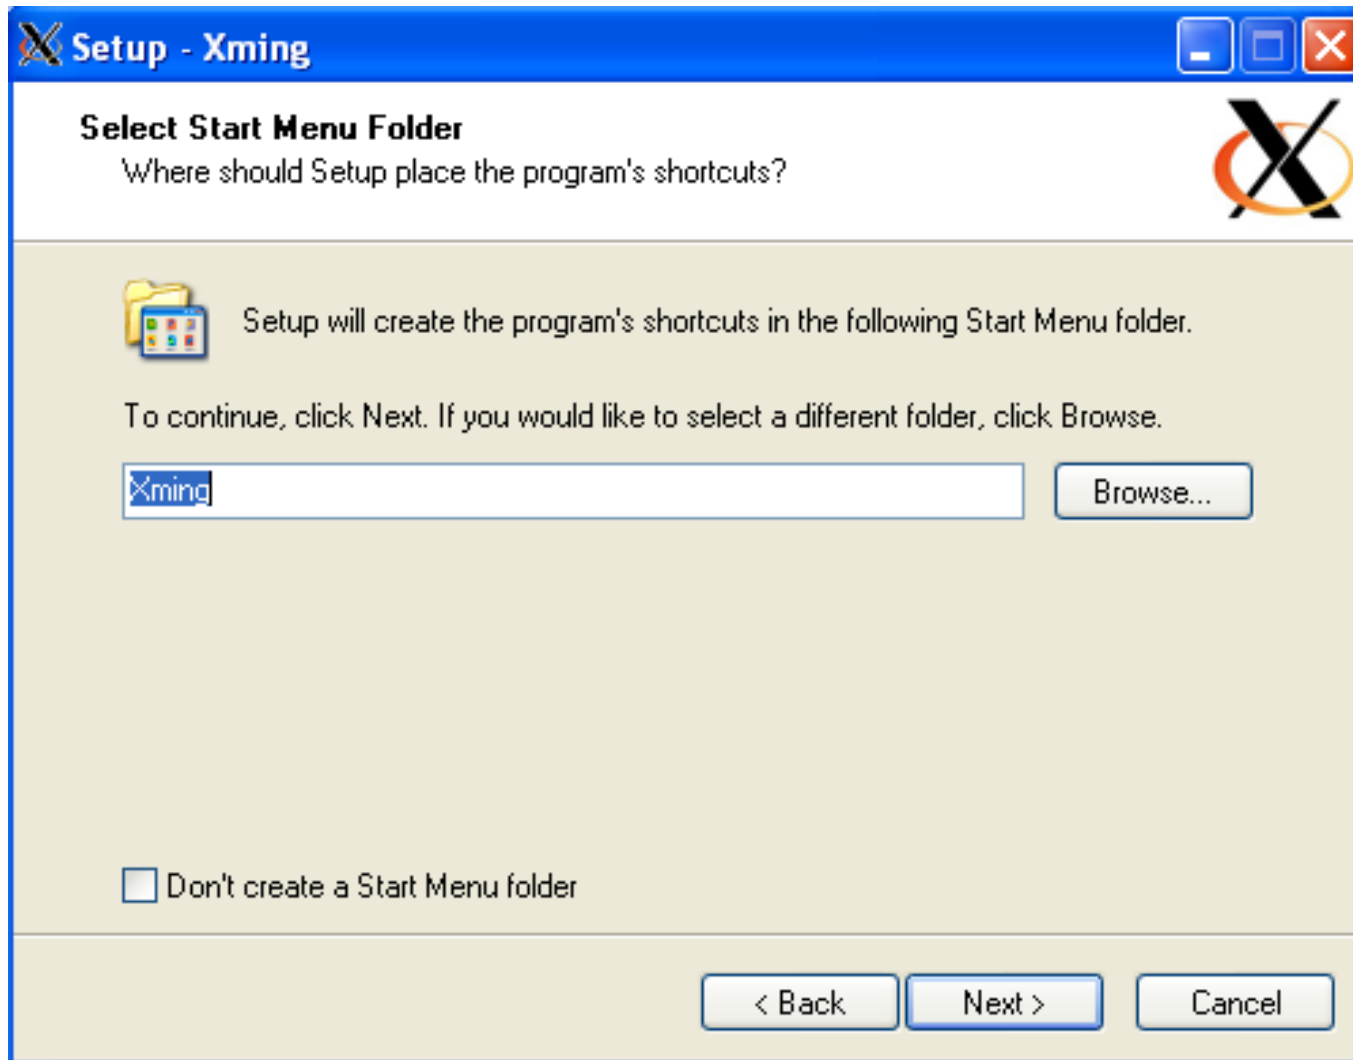 Setup - Xming
Select Start Menu Folder
Where should Setup place the program's shortcuts?
Setup will create the program's shortcuts in the following Start Menu folder.
To continue, click Next. If you would like to select a different folder, click Browse.
Xming
Browse...
Don't create a Start Menu folder
< Back
Next >
Cancel